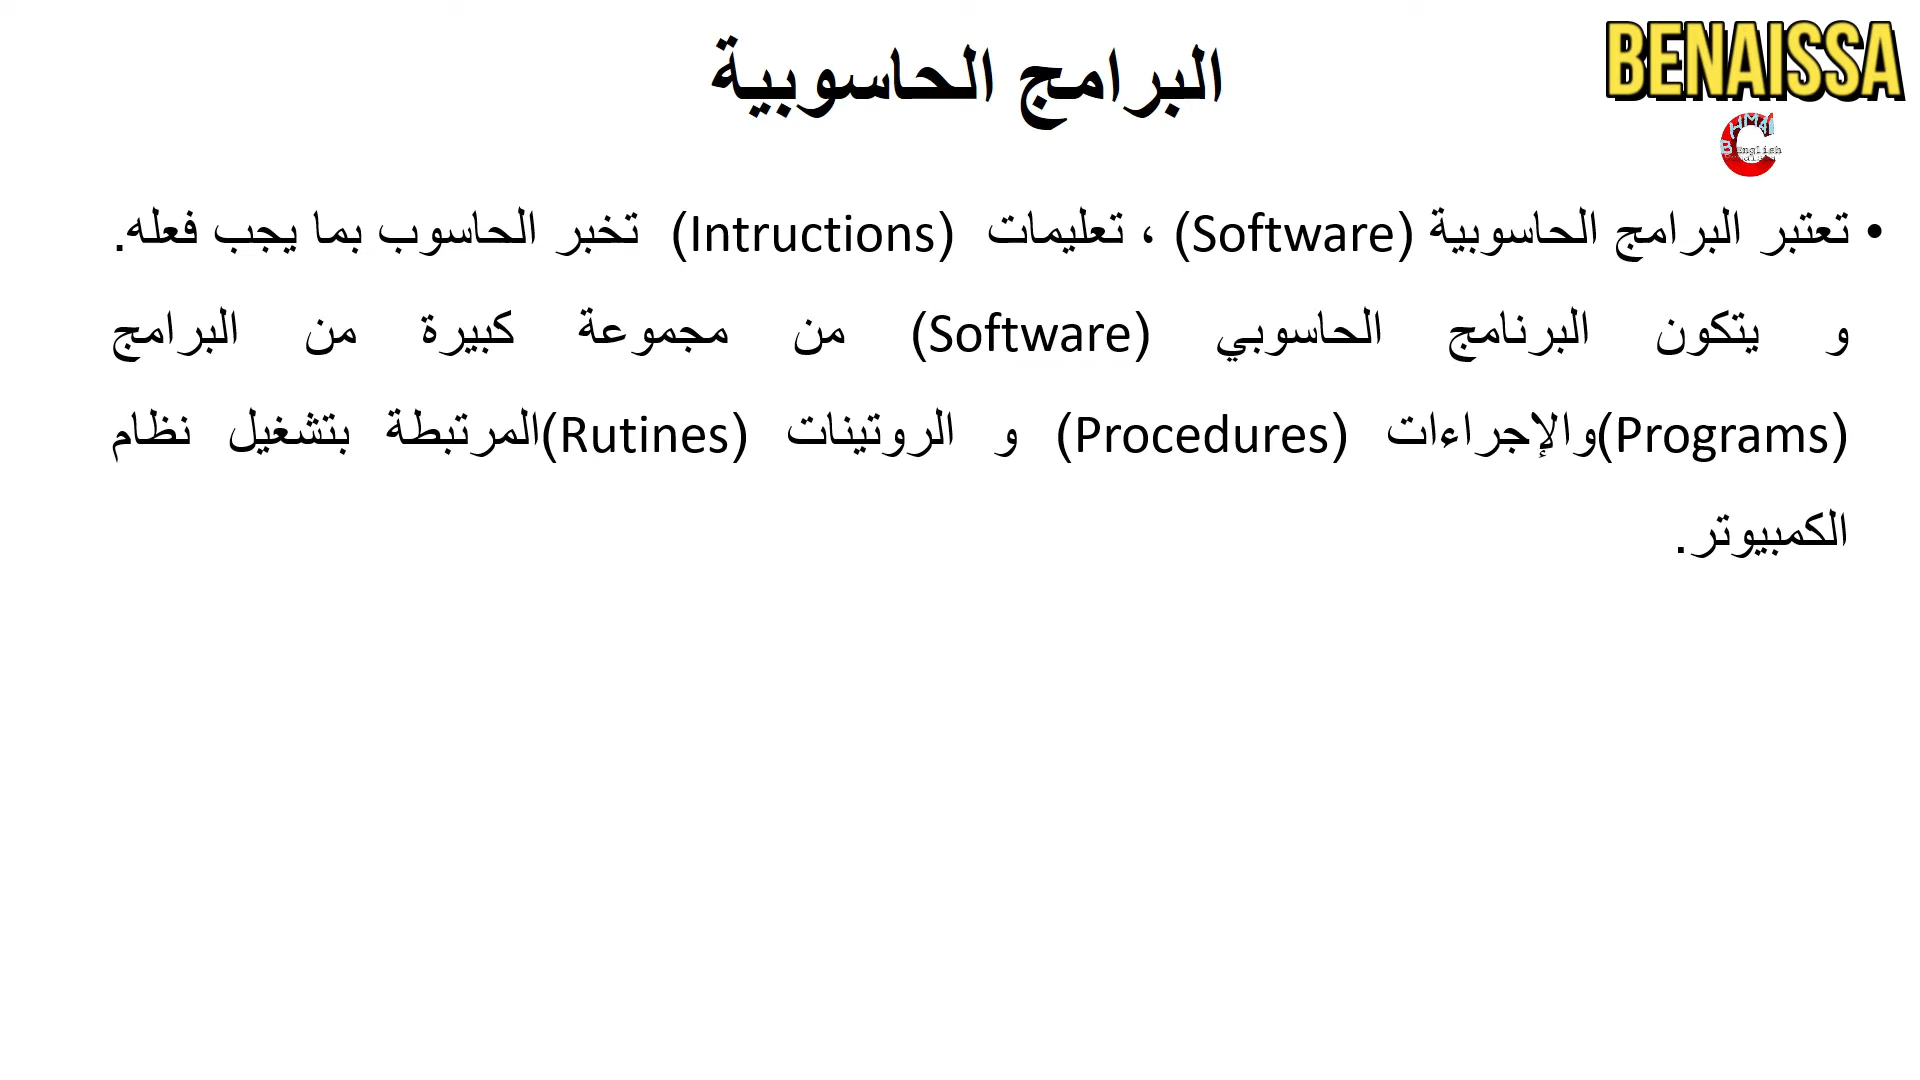 البرامج الحاسوبية
BENAISSA
English
• تعتبر البرامج الحاسوبية (Software) ، تعليمات (Intructions) تخبر الحاسوب بما يجب فعله.
و يتكون البرنامج الحاسوبي (Software) من مجموعة كبيرة من البرامج
(Programs)والإجراءات (Procedures) و الروتينات (Rutines)المرتبطة بتشغيل نظام
الكمبيوتر.